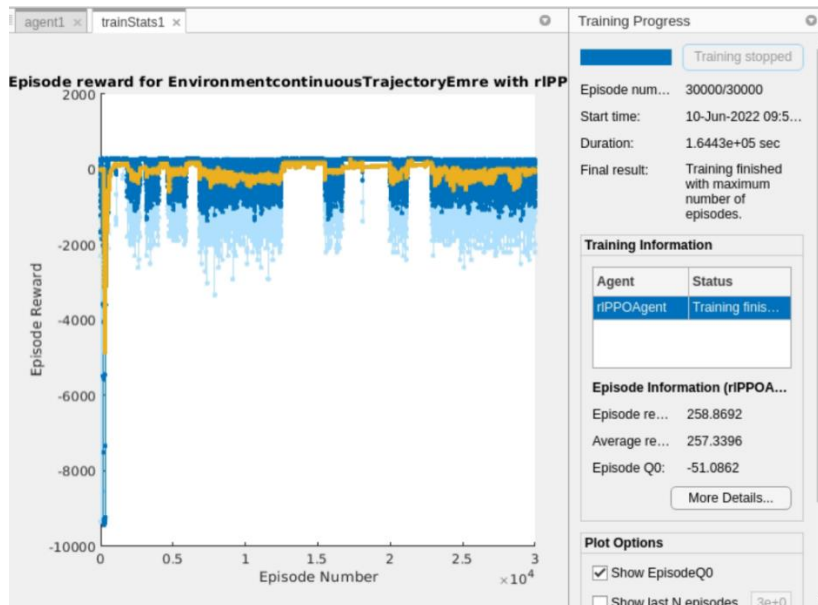 agent1 ×
trainStats1 ×
Episode reward for EnvironmentcontinuousTrajectoryEmre with rlPP
2000
0
-2000
-4000
-6000
-8000
-10000
Episode Reward
0 0.5 1 1.5 2 2.5 3
Episode Number
×10^4
Training Progress
Training stopped
Episode num... 30000/30000
Start time: 10-Jun-2022 09:5...
Duration: 1.6443e+05 sec
Final result: Training finished
with maximum
number of
episodes.
Training Information
Agent Status
rlPPOAgent Training finis...
Episode Information (rlPPOA...
Episode re... 258.8692
Average re... 257.3396
Episode Q0: -51.0862
More Details...
Plot Options
Show EpisodeQ0
Show last N episodes 3e+0